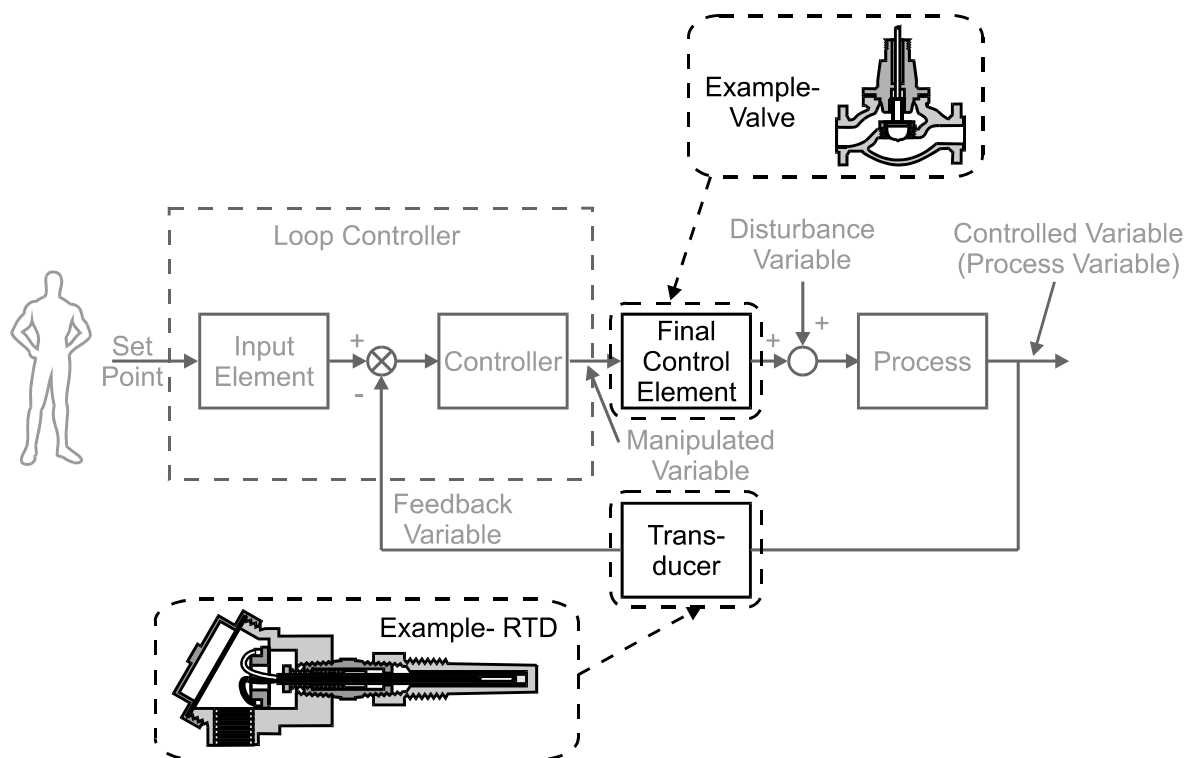 Example-
Valve
Loop Controller
Disturbance
Variable
Controlled Variable
(Process Variable)
Set
Point
Input
Element
+
-
Controller
Final
Control
Element
+
+
Process
Manipulated
Variable
Feedback
Variable
Trans-
ducer
Example- RTD